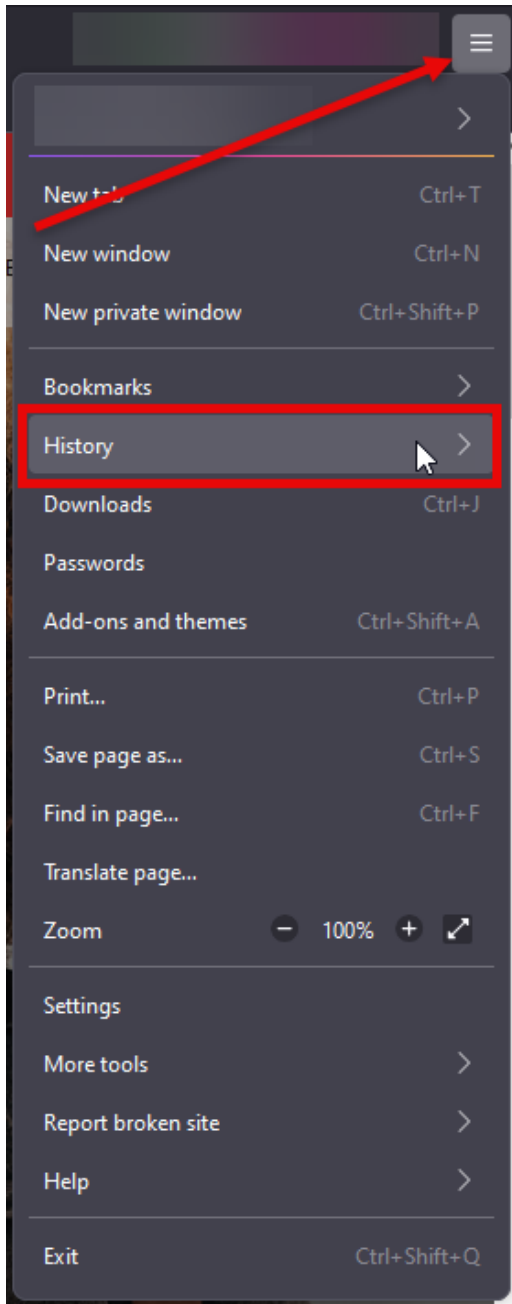 New tab Ctrl+T
New window Ctrl+N
New private window Ctrl+Shift+P
Bookmarks
History
Downloads Ctrl+J
Passwords
Add-ons and themes Ctrl+Shift+A
Print... Ctrl+P
Save page as... Ctrl+S
Find in page... Ctrl+F
Translate page...
Zoom 100%
Settings
More tools
Report broken site
Help
Exit Ctrl+Shift+Q